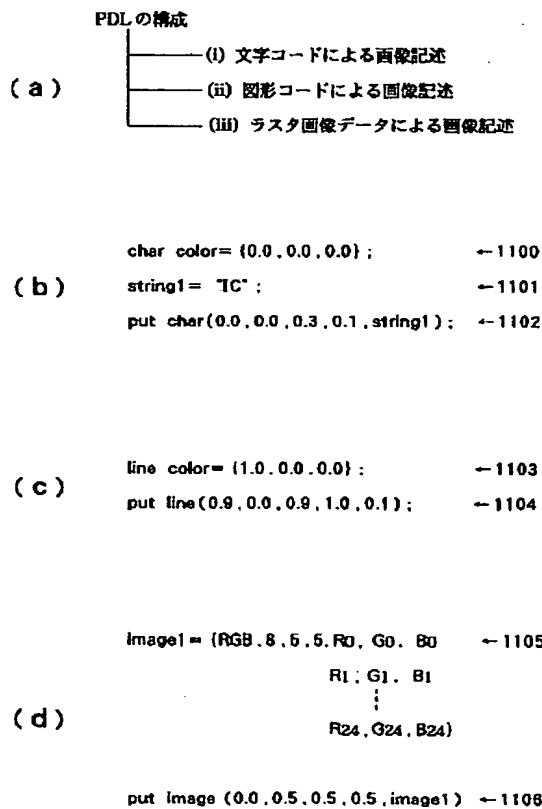 PDLの構成
(a)
(i) 文字コードによる画像記述
(ii) 図形コードによる画像記述
(iii) ラスタ画像データによる画像記述
(b)
char color= {0.0 , 0.0 , 0.0} ; ←1100
string1= "IC" ; ←1101
put char(0.0 , 0.0 , 0.3 , 0.1 , string1) ; ←1102
(c)
line color= {1.0 , 0.0 , 0.0} ; ←1103
put line(0.9 , 0.0 , 0.9 , 1.0 , 0.1) ; ←1104
(d)
image1= {RGB . 8 , 5 , 5 . R0 , G0 . B0 ←1105
R1 , G1 . B1
R24 , G24 , B24}
put image (0.0 , 0.5 , 0.5 , 0.5 , image1) ←1106